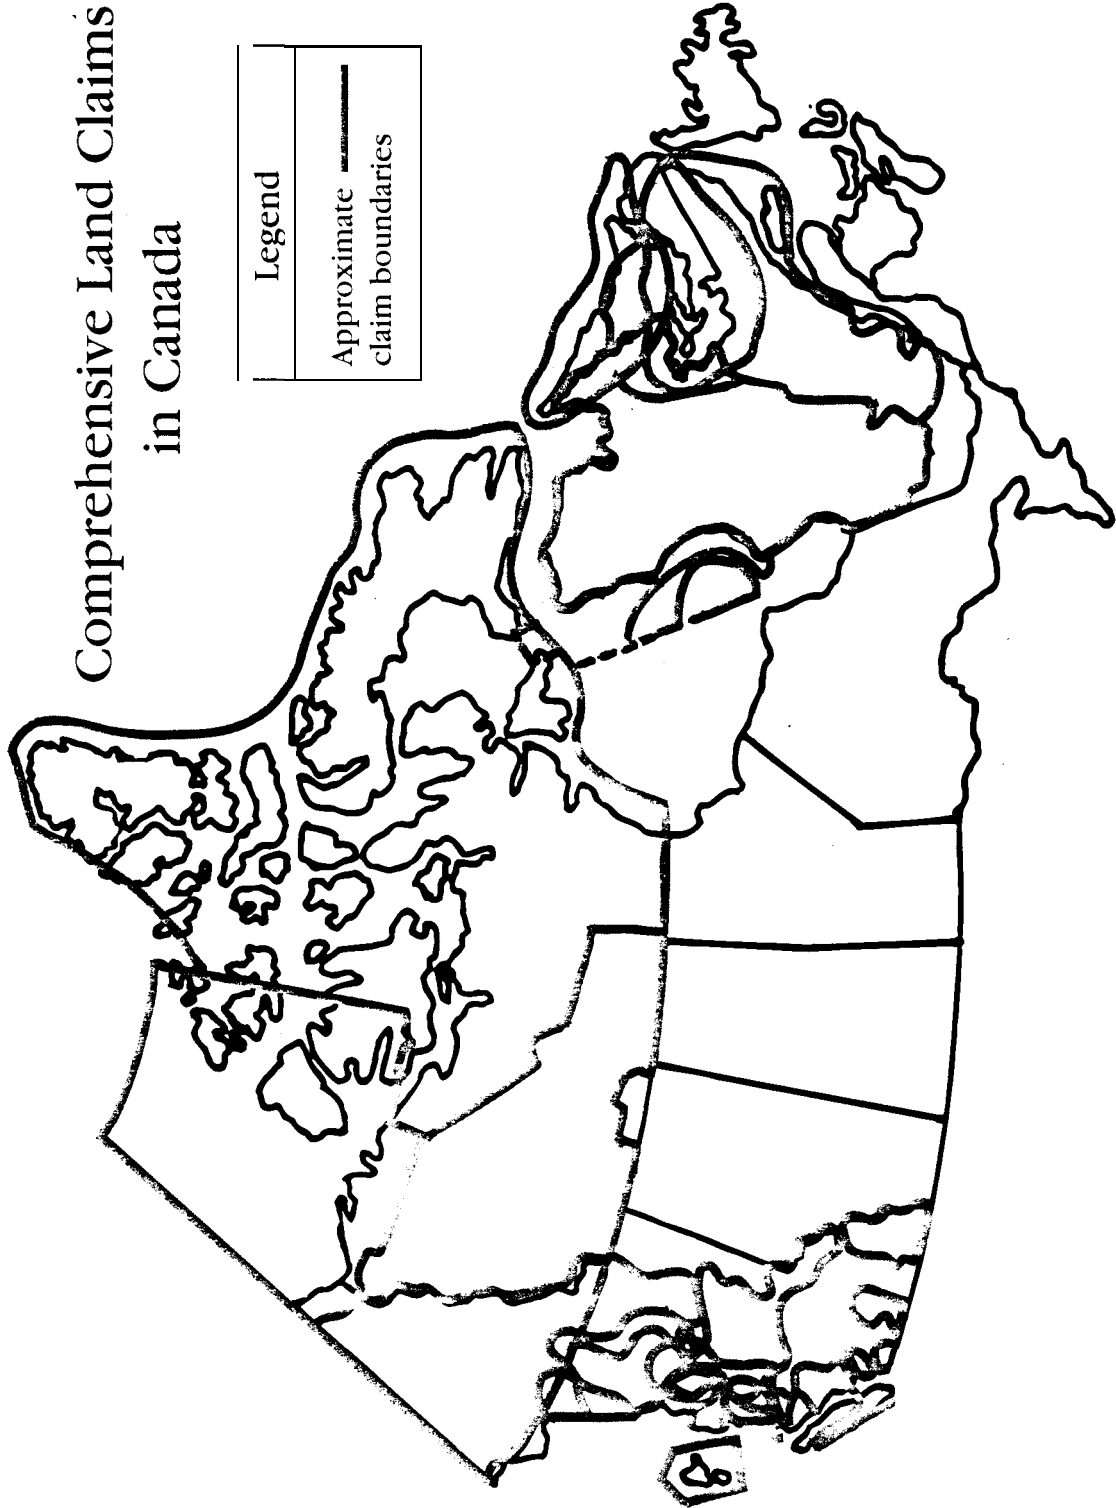 Comprehensive Land Claims
in Canada
Legend
Approximate
claim boundaries